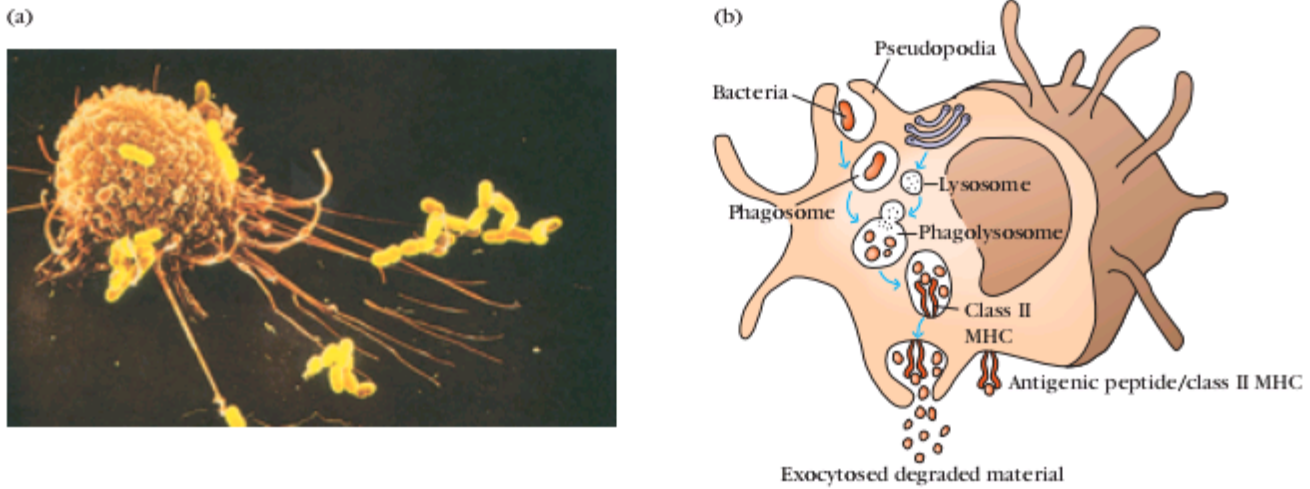 (a)
(b)
Pseudopodia
Bacteria
Lysosome
Phagosome
Phagolysosome
Class II
MHC
Antigenic peptide/class II MHC
Exocytosed degraded material